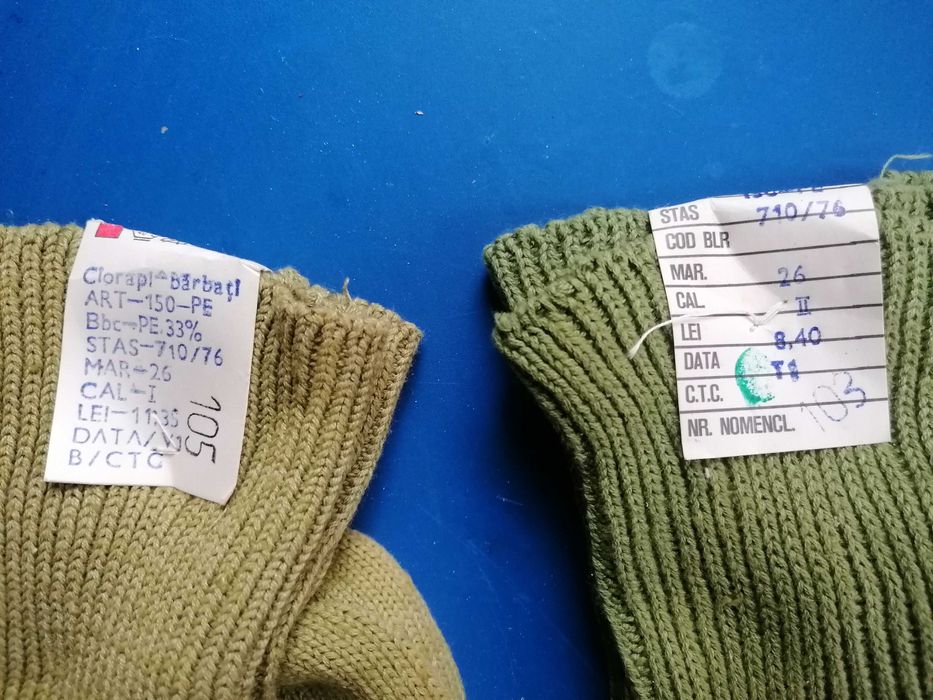 Ciorapi-bărbați
ART-150-PE
Bbc-PE.33%
STAS-710/76
MAR-26
CAL-I
LEI-11,35
DATA/
B/CTC
105
STAS 710/76
COD BLR
MAR. 26
CAL II
LEI 8,40
DATA
C.T.C.
NR. NOMENCL. 103